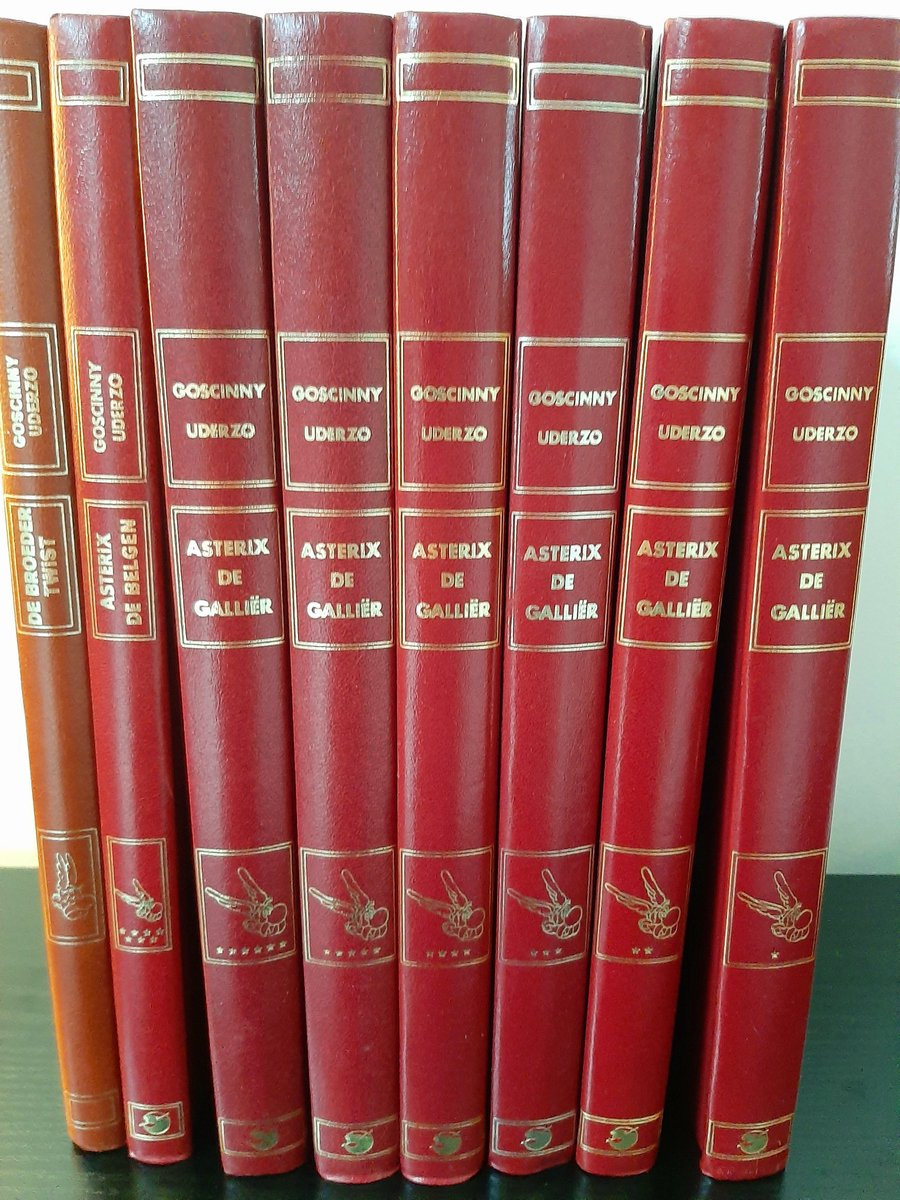 GOSCINNY
UDERZO
DE BROEDER
TWIST
GOSCINNY
UDERZO
ASTERIX
DE BELGEN
GOSCINNY
UDERZO
ASTERIX
DE
GALLIËR
GOSCINNY
UDERZO
ASTERIX
DE
GALLIËR
GOSCINNY
UDERZO
ASTERIX
DE
GALLIËR
GOSCINNY
UDERZO
ASTERIX
DE
GALLIËR
GOSCINNY
UDERZO
ASTERIX
DE
GALLIËR
GOSCINNY
UDERZO
ASTERIX
DE
GALLIËR